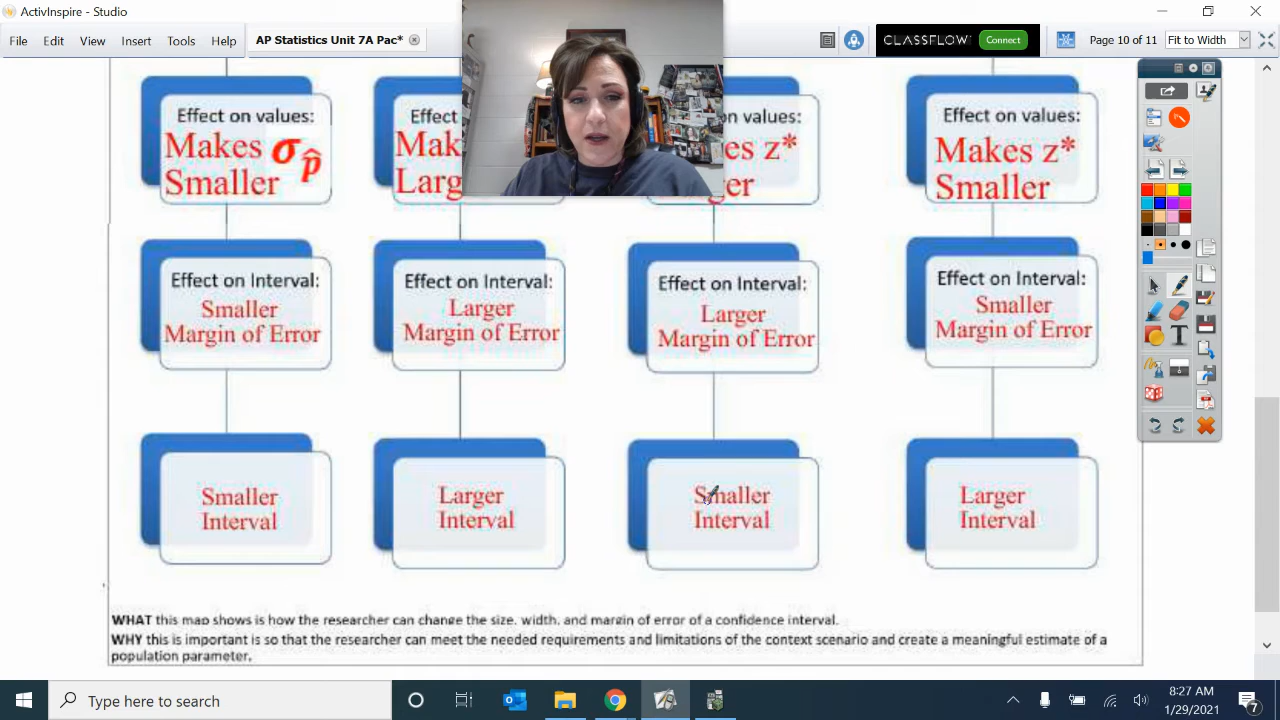 ActivInspire - Studio
File Edit View Insert Tools Help AP Statistics Unit 7A Pac* CLASSFLOW Connect Page 10 of 11 Fit to Width
Effect on values:
Makes σp̂
Smaller
Effect
Mak
Larg
n values:
es z*
ger
Effect on values:
Makes z*
Smaller
Effect on Interval:
Smaller
Margin of Error
Effect on Interval:
Larger
Margin of Error
Effect on Interval:
Larger
Margin of Error
Effect on Interval:
Smaller
Margin of Error
Smaller
Interval
Larger
Interval
Smaller
Interval
Larger
Interval
WHAT this map shows is how the researcher can change the size, width, and margin of error of a confidence interval.
WHY this is important is so that the researcher can meet the needed requirements and limitations of the context scenario and create a meaningful estimate of a
population parameter.
Type here to search
8:27 AM
1/29/2021
7